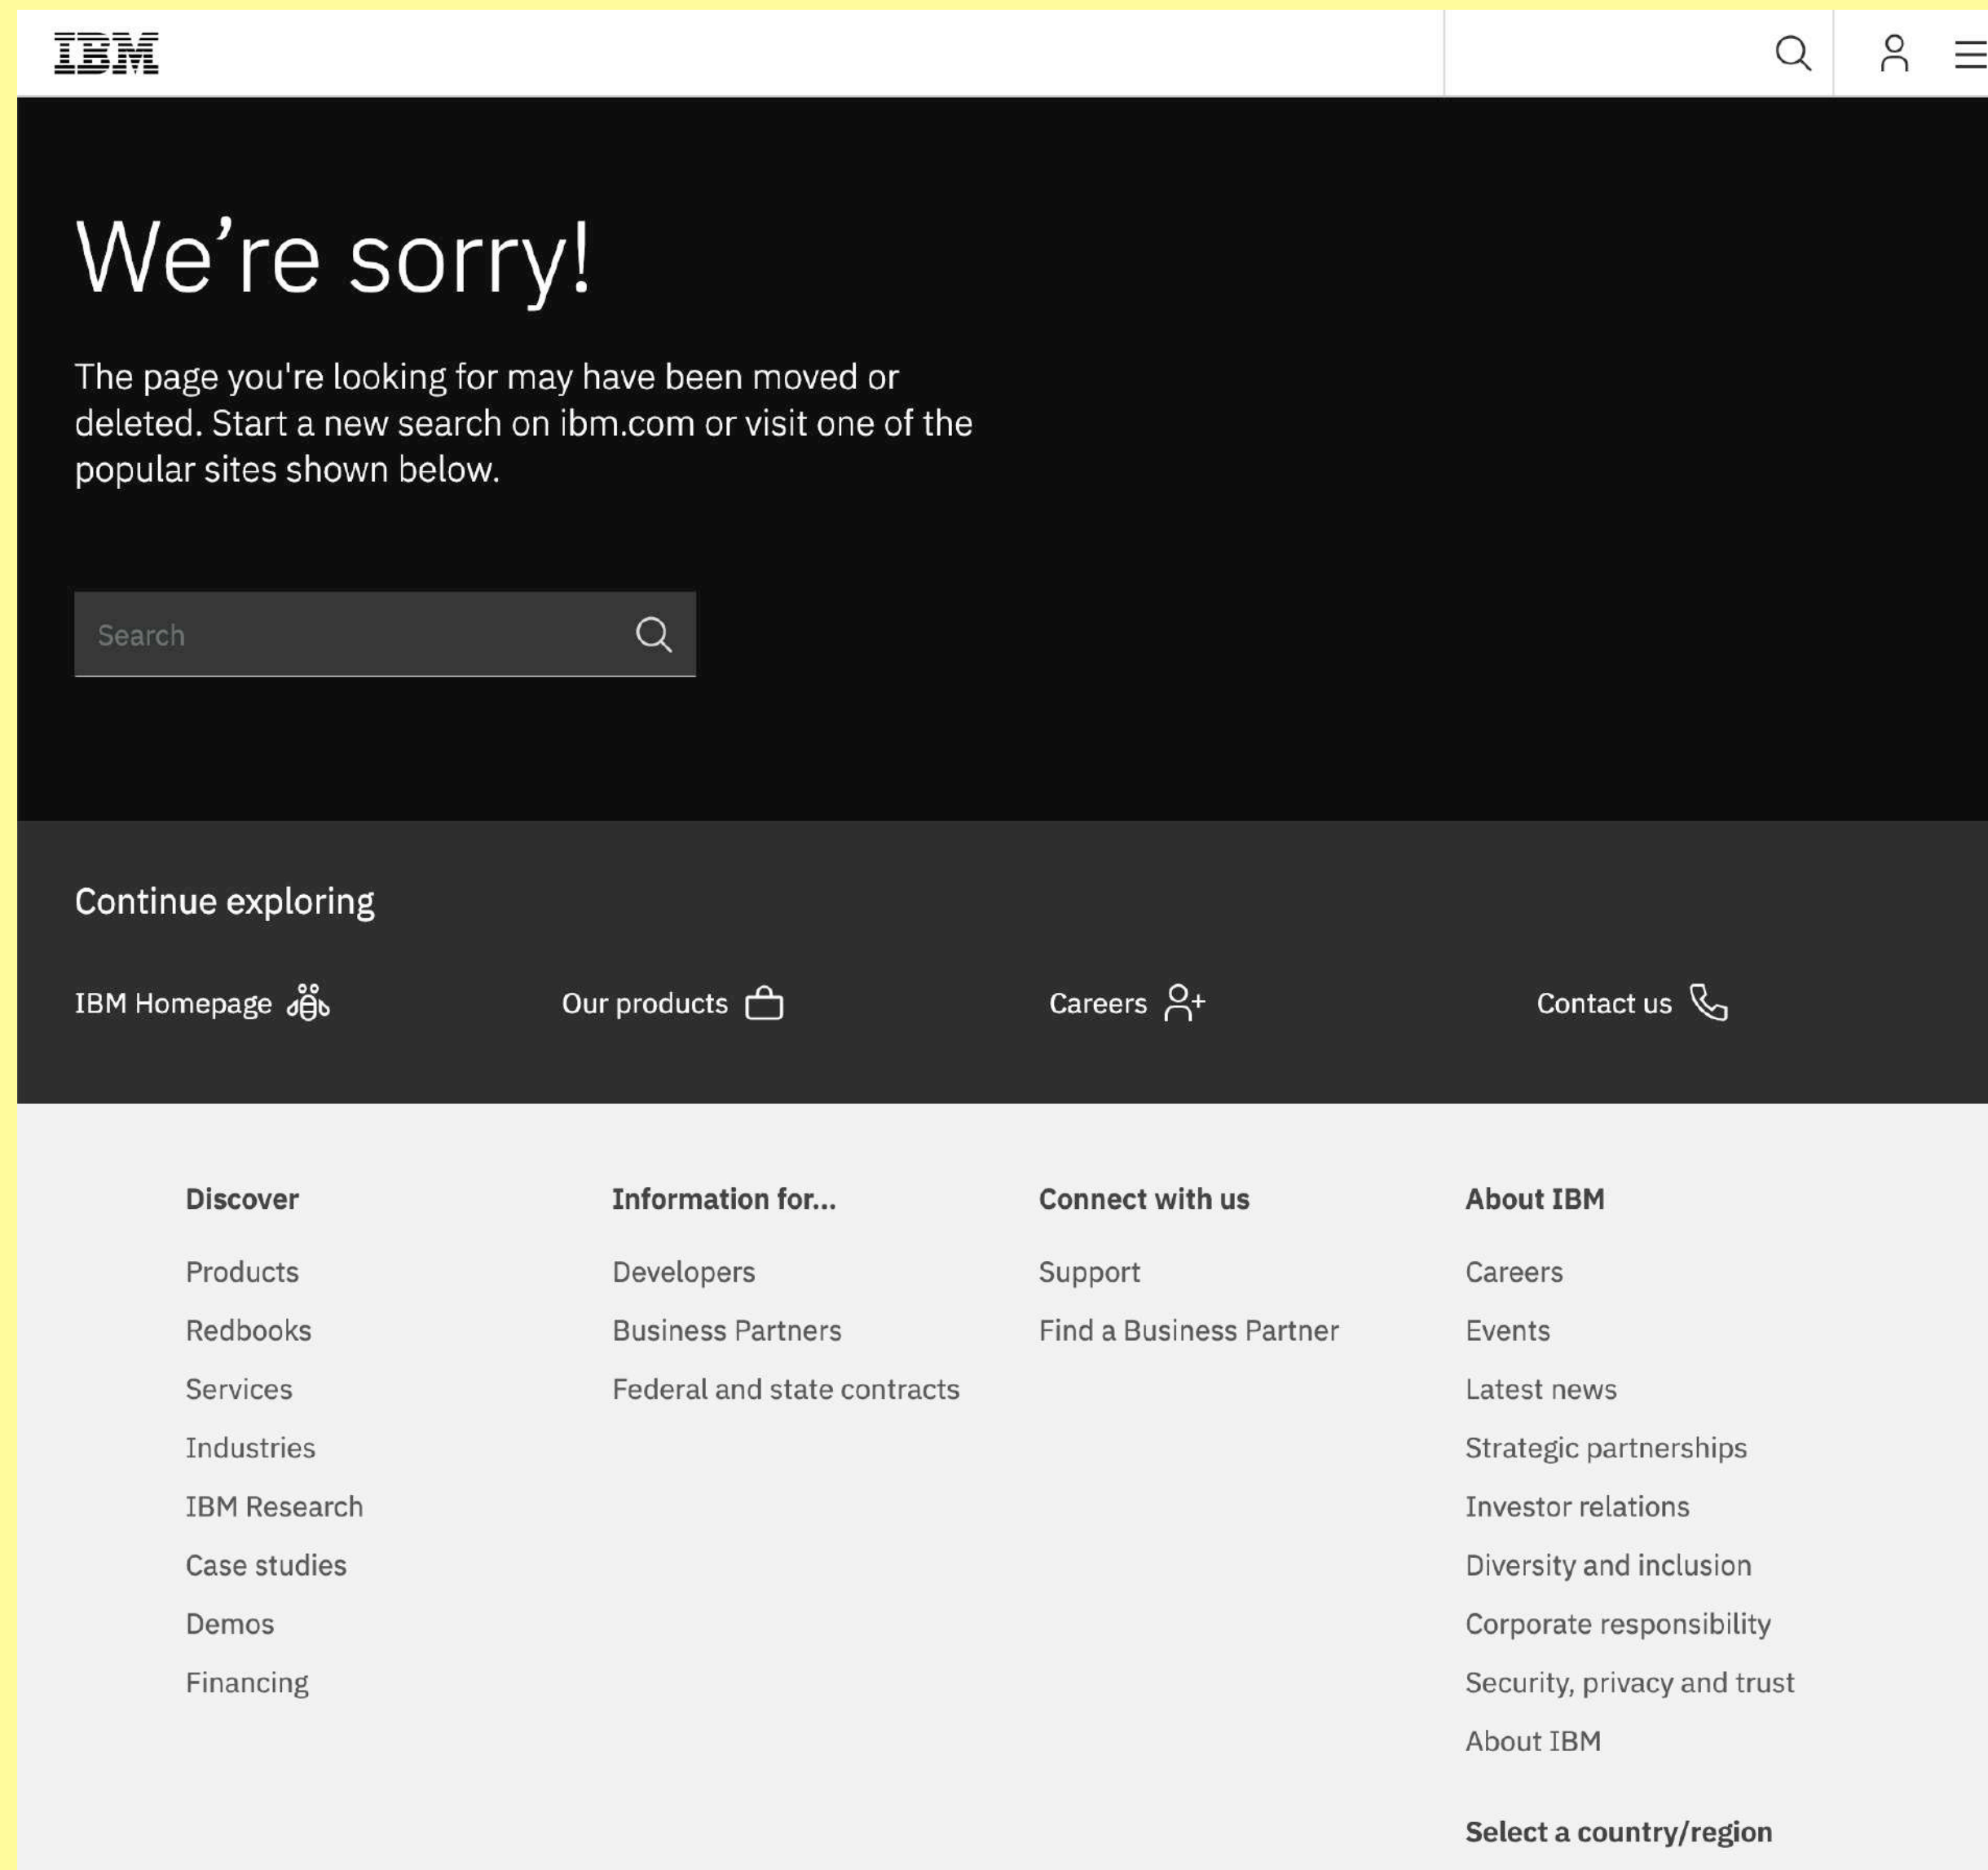 IBM
We’re sorry!
The page you're looking for may have been moved or
deleted. Start a new search on ibm.com or visit one of the
popular sites shown below.
Search
Continue exploring
IBM Homepage
Our products
Careers
Contact us
Discover
Products
Redbooks
Services
Industries
IBM Research
Case studies
Demos
Financing
Information for...
Developers
Business Partners
Federal and state contracts
Connect with us
Support
Find a Business Partner
About IBM
Careers
Events
Latest news
Strategic partnerships
Investor relations
Diversity and inclusion
Corporate responsibility
Security, privacy and trust
About IBM
Select a country/region